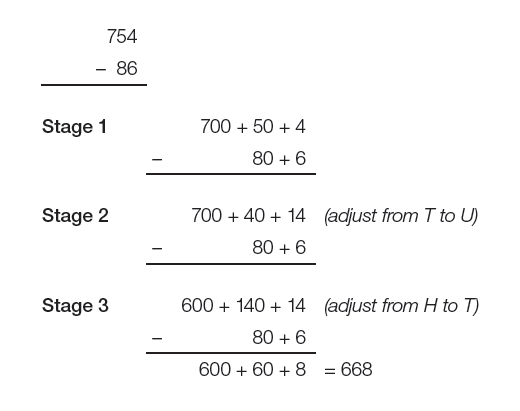 754
– 86
Stage 1 700 + 50 + 4
– 80 + 6
Stage 2 700 + 40 + 14 (adjust from T to U)
– 80 + 6
Stage 3 600 + 140 + 14 (adjust from H to T)
– 80 + 6
600 + 60 + 8 = 668